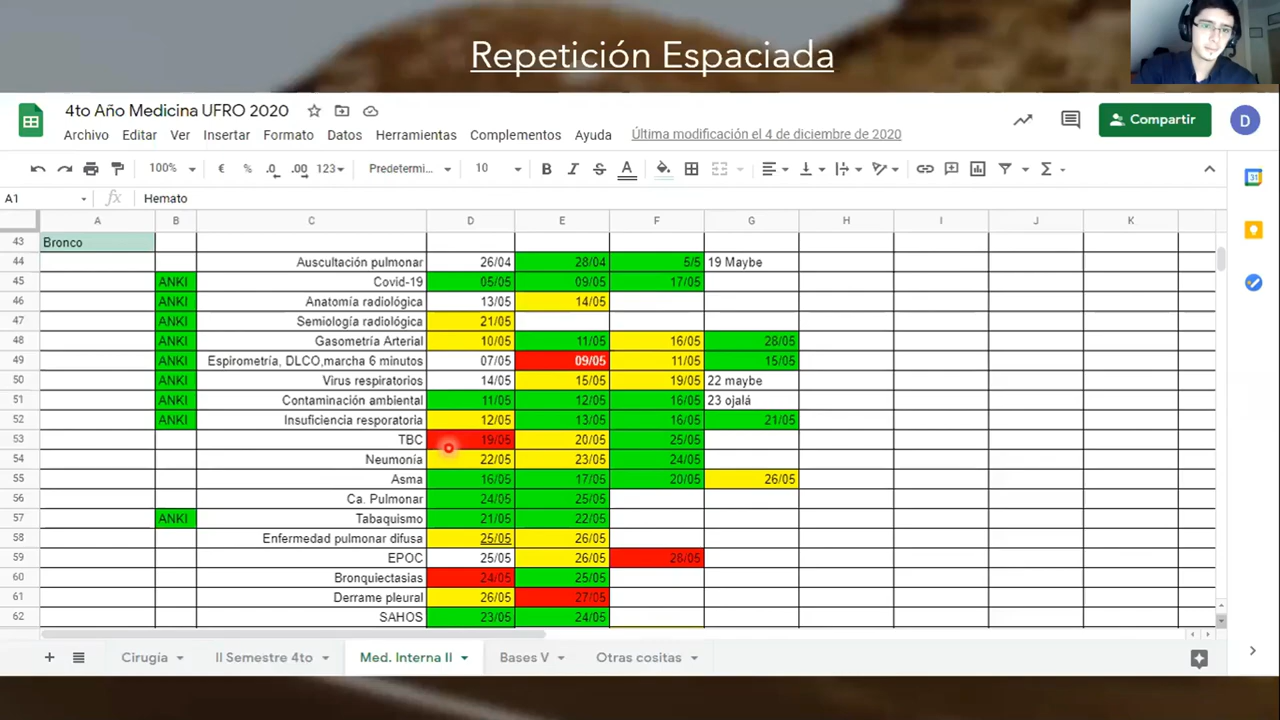 Repetición Espaciada
4to Año Medicina UFRO 2020
Archivo Editar Ver Insertar Formato Datos Herramientas Complementos Ayuda Última modificación el 4 de diciembre de 2020
Compartir
D
100% € % .0 .00 123 Predetermi... 10 B I S A Σ
A1 fx Hemato
A B C D E F G H I J K
43 Bronco
44 Auscultación pulmonar 26/04 28/04 5/5 19 Maybe
45 ANKI Covid-19 05/05 09/05 17/05
46 ANKI Anatomía radiológica 13/05 14/05
47 ANKI Semiología radiológica 21/05
48 ANKI Gasometría Arterial 10/05 11/05 16/05 28/05
49 ANKI Espirometría, DLCO,marcha 6 minutos 07/05 09/05 11/05 15/05
50 ANKI Virus respiratorios 14/05 15/05 19/05 22 maybe
51 ANKI Contaminación ambiental 11/05 12/05 16/05 23 ojalá
52 ANKI Insuficiencia resporatoria 12/05 13/05 16/05 21/05
53 TBC 19/05 20/05 25/05
54 Neumonía 22/05 23/05 24/05
55 Asma 16/05 17/05 20/05 26/05
56 Ca. Pulmonar 24/05 25/05
57 ANKI Tabaquismo 21/05 22/05
58 Enfermedad pulmonar difusa 25/05 26/05
59 EPOC 25/05 26/05 28/05
60 Bronquiectasias 24/05 25/05
61 Derrame pleural 26/05 27/05
62 SAHOS 23/05 24/05
Cirugía II Semestre 4to Med. Interna II Bases V Otras cositas
31